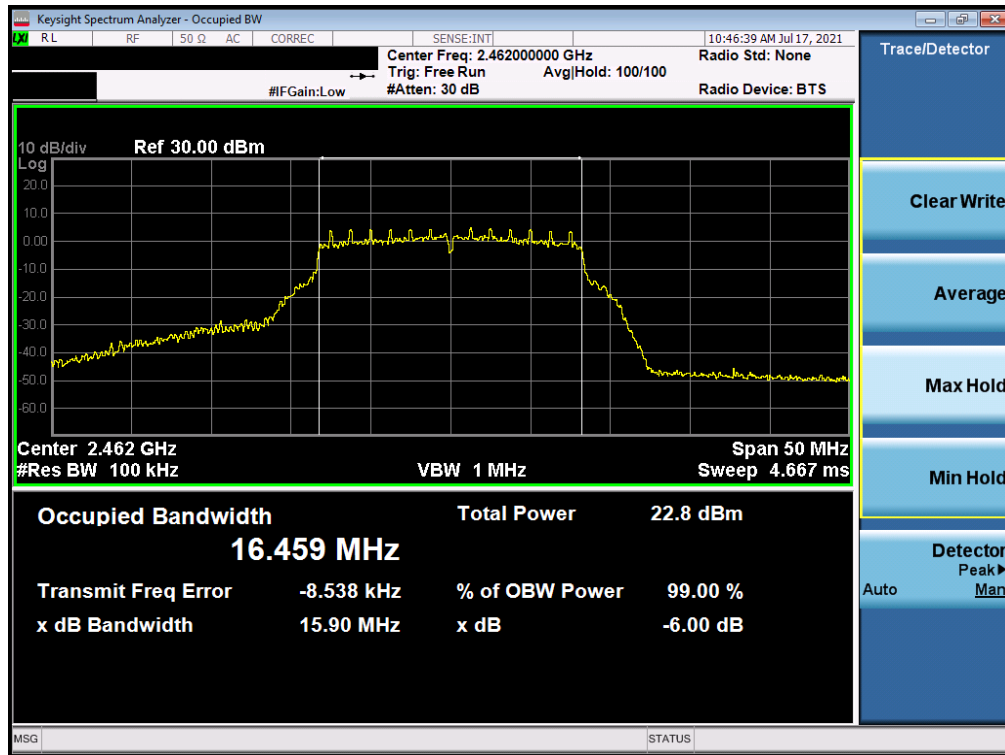 Keysight Spectrum Analyzer - Occupied BW
LXI RL RF 50 Ω AC CORREC SENSE:INT 10:46:39 AM Jul 17, 2021
Center Freq: 2.462000000 GHz Radio Std: None
Trig: Free Run Avg|Hold: 100/100
#IFGain:Low #Atten: 30 dB Radio Device: BTS
10 dB/div Ref 30.00 dBm
Log
20.0
10.0
0.00
-10.0
-20.0
-30.0
-40.0
-50.0
-60.0
Center 2.462 GHz Span 50 MHz
#Res BW 100 kHz VBW 1 MHz Sweep 4.667 ms
Occupied Bandwidth Total Power 22.8 dBm
16.459 MHz
Transmit Freq Error -8.538 kHz % of OBW Power 99.00 %
x dB Bandwidth 15.90 MHz x dB -6.00 dB
MSG STATUS
Trace/Detector
Clear Write
Average
Max Hold
Min Hold
Detector
Peak▶
Auto Man